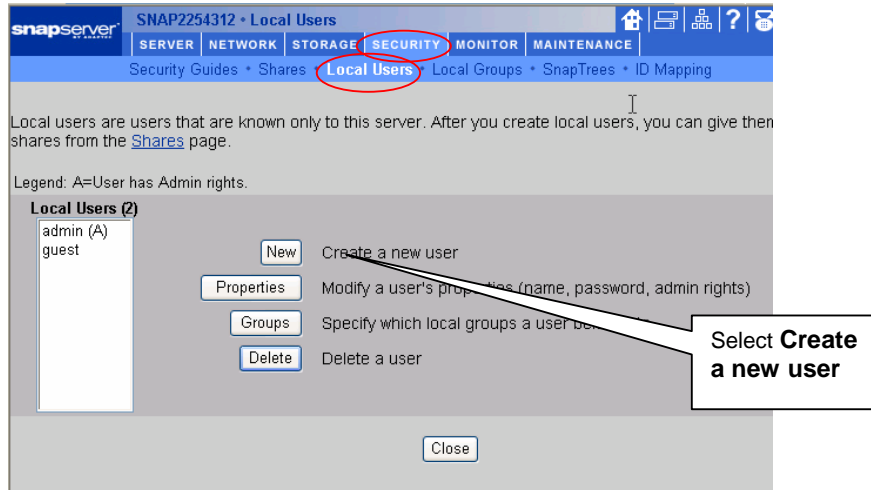 snapserver
BY ADAPTEC
SNAP2254312 • Local Users
?
SERVER NETWORK STORAGE SECURITY MONITOR MAINTENANCE
Security Guides • Shares • Local Users • Local Groups • SnapTrees • ID Mapping
Local users are users that are known only to this server. After you create local users, you can give them
shares from the Shares page.
Legend: A=User has Admin rights.
Local Users (2)
admin (A)
guest
New Create a new user
Properties Modify a user's properties (name, password, admin rights)
Groups Specify which local groups a user
Delete Delete a user
Select Create
a new user
Close